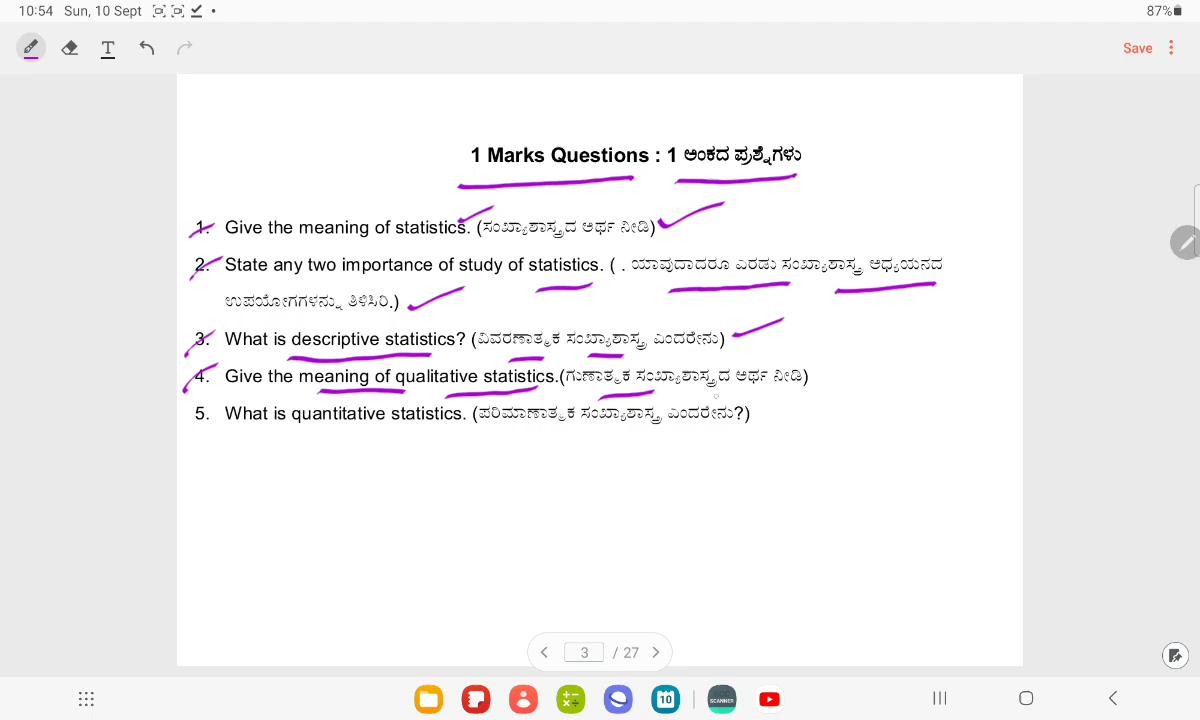 10:54 Sun, 10 Sept
87%
T
Save
1 Marks Questions : 1 ಅಂಕದ ಪ್ರಶ್ನೆಗಳು
1. Give the meaning of statistics. (ಸಂಖ್ಯಾಶಾಸ್ತ್ರದ ಅರ್ಥ ನೀಡಿ)
2. State any two importance of study of statistics. ( . ಯಾವುದಾದರೂ ಎರಡು ಸಂಖ್ಯಾಶಾಸ್ತ್ರ ಅಧ್ಯಯನದ
ಉಪಯೋಗಗಳನ್ನು ತಿಳಿಸಿರಿ.)
3. What is descriptive statistics? (ವಿವರಣಾತ್ಮಕ ಸಂಖ್ಯಾಶಾಸ್ತ್ರ ಎಂದರೇನು)
4. Give the meaning of qualitative statistics.(ಗುಣಾತ್ಮಕ ಸಂಖ್ಯಾಶಾಸ್ತ್ರದ ಅರ್ಥ ನೀಡಿ)
5. What is quantitative statistics. (ಪರಿಮಾಣಾತ್ಮಕ ಸಂಖ್ಯಾಶಾಸ್ತ್ರ ಎಂದರೇನು?)
3 / 27
10
SCANNER